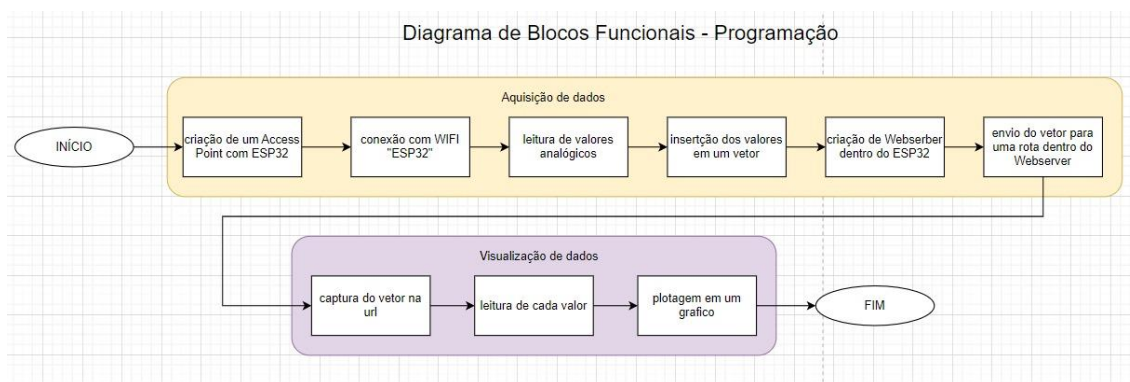 Diagrama de Blocos Funcionais - Programação
Aquisição de dados
INÍCIO
criação de um Access
Point com ESP32
conexão com WIFI
"ESP32"
leitura de valores
analógicos
insertção dos valores
em um vetor
criação de Webserber
dentro do ESP32
envio do vetor para
uma rota dentro do
Webserver
Visualização de dados
captura do vetor na
url
leitura de cada valor
plotagem em um
grafico
FIM